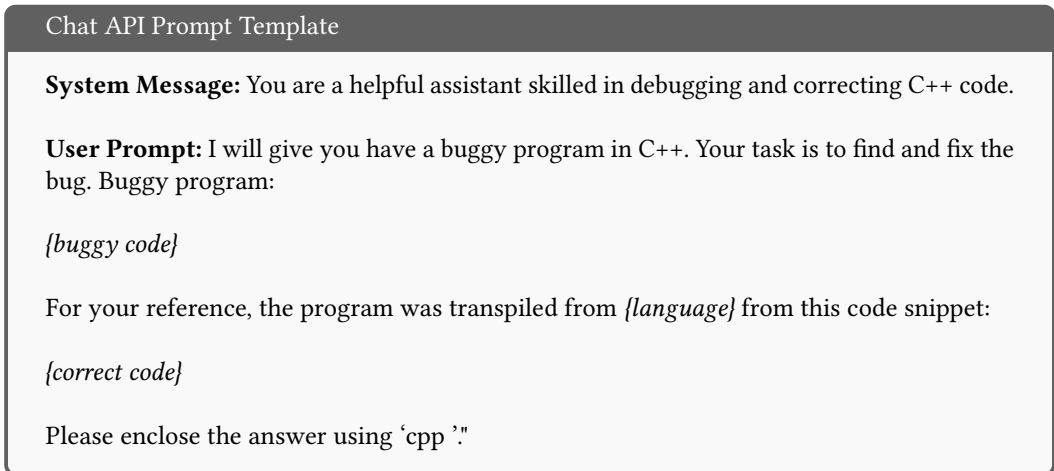 Chat API Prompt Template
System Message: You are a helpful assistant skilled in debugging and correcting C++ code.
User Prompt: I will give you have a buggy program in C++. Your task is to find and fix the
bug. Buggy program:
{buggy code}
For your reference, the program was transpiled from {language} from this code snippet:
{correct code}
Please enclose the answer using ‘cpp ’."